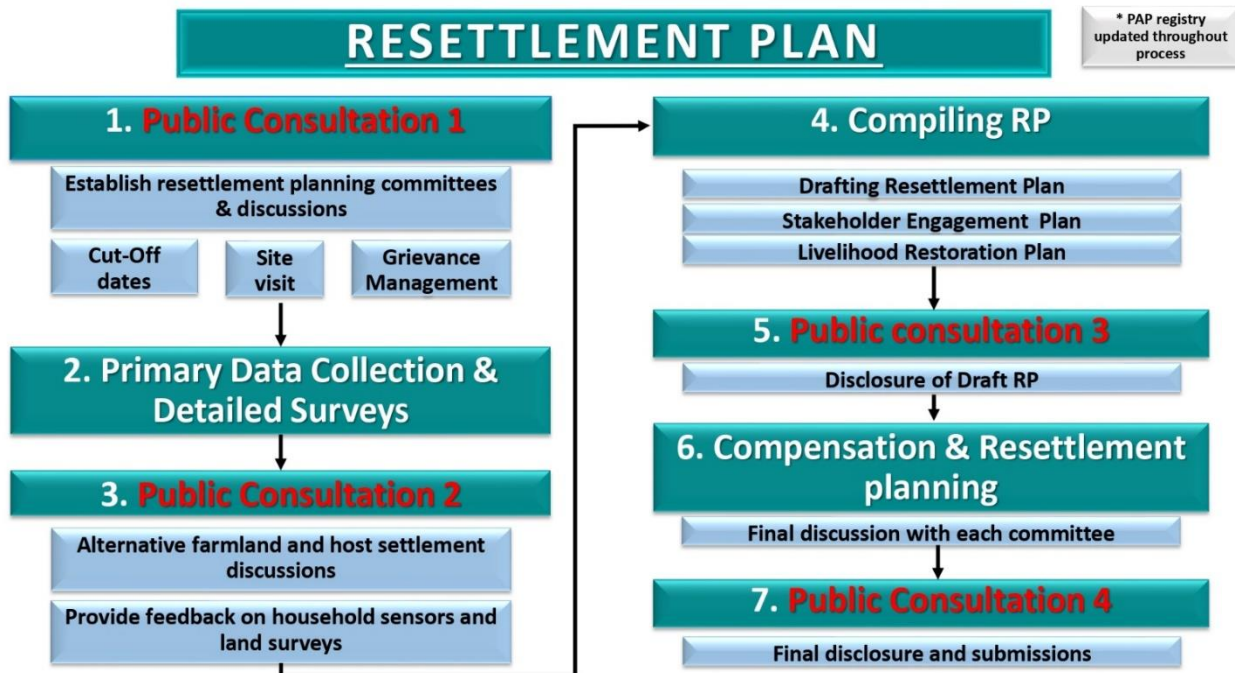 RESETTLEMENT PLAN
* PAP registry
updated throughout
process
1. Public Consultation 1
Establish resettlement planning committees
& discussions
Cut-Off
dates
Site
visit
Grievance
Management
2. Primary Data Collection &
Detailed Surveys
3. Public Consultation 2
Alternative farmland and host settlement
discussions
Provide feedback on household sensors and
land surveys
4. Compiling RP
Drafting Resettlement Plan
Stakeholder Engagement Plan
Livelihood Restoration Plan
5. Public consultation 3
Disclosure of Draft RP
6. Compensation & Resettlement
planning
Final discussion with each committee
7. Public Consultation 4
Final disclosure and submissions